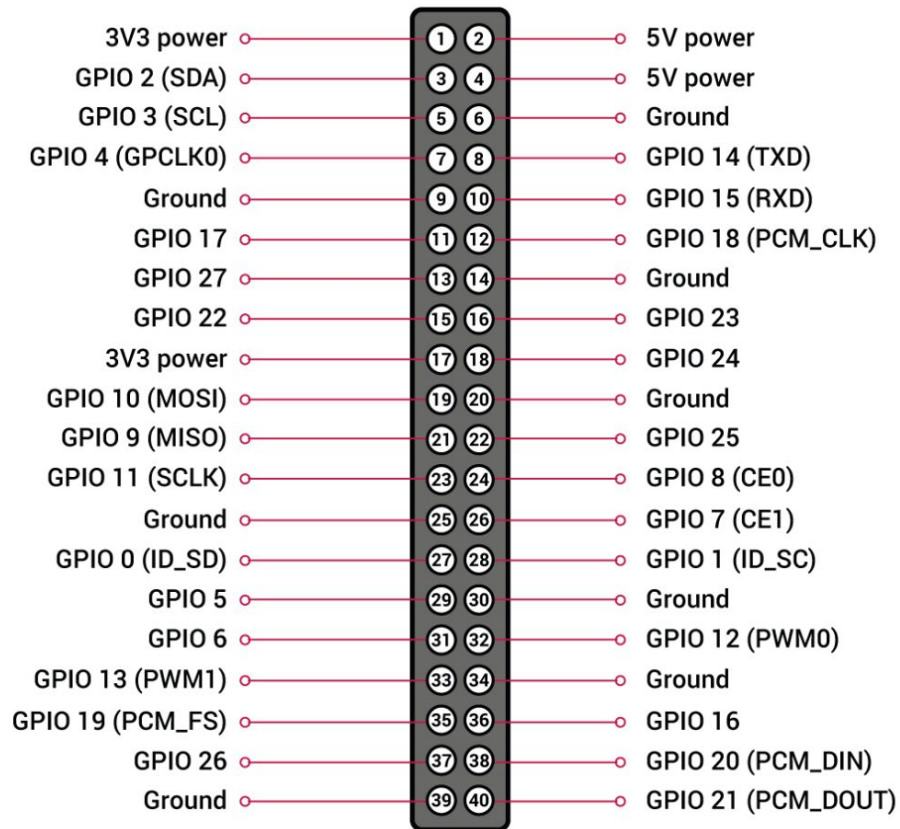 3V3 power 1 2 5V power
GPIO 2 (SDA) 3 4 5V power
GPIO 3 (SCL) 5 6 Ground
GPIO 4 (GPCLK0) 7 8 GPIO 14 (TXD)
Ground 9 10 GPIO 15 (RXD)
GPIO 17 11 12 GPIO 18 (PCM_CLK)
GPIO 27 13 14 Ground
GPIO 22 15 16 GPIO 23
3V3 power 17 18 GPIO 24
GPIO 10 (MOSI) 19 20 Ground
GPIO 9 (MISO) 21 22 GPIO 25
GPIO 11 (SCLK) 23 24 GPIO 8 (CE0)
Ground 25 26 GPIO 7 (CE1)
GPIO 0 (ID_SD) 27 28 GPIO 1 (ID_SC)
GPIO 5 29 30 Ground
GPIO 6 31 32 GPIO 12 (PWM0)
GPIO 13 (PWM1) 33 34 Ground
GPIO 19 (PCM_FS) 35 36 GPIO 16
GPIO 26 37 38 GPIO 20 (PCM_DIN)
Ground 39 40 GPIO 21 (PCM_DOUT)